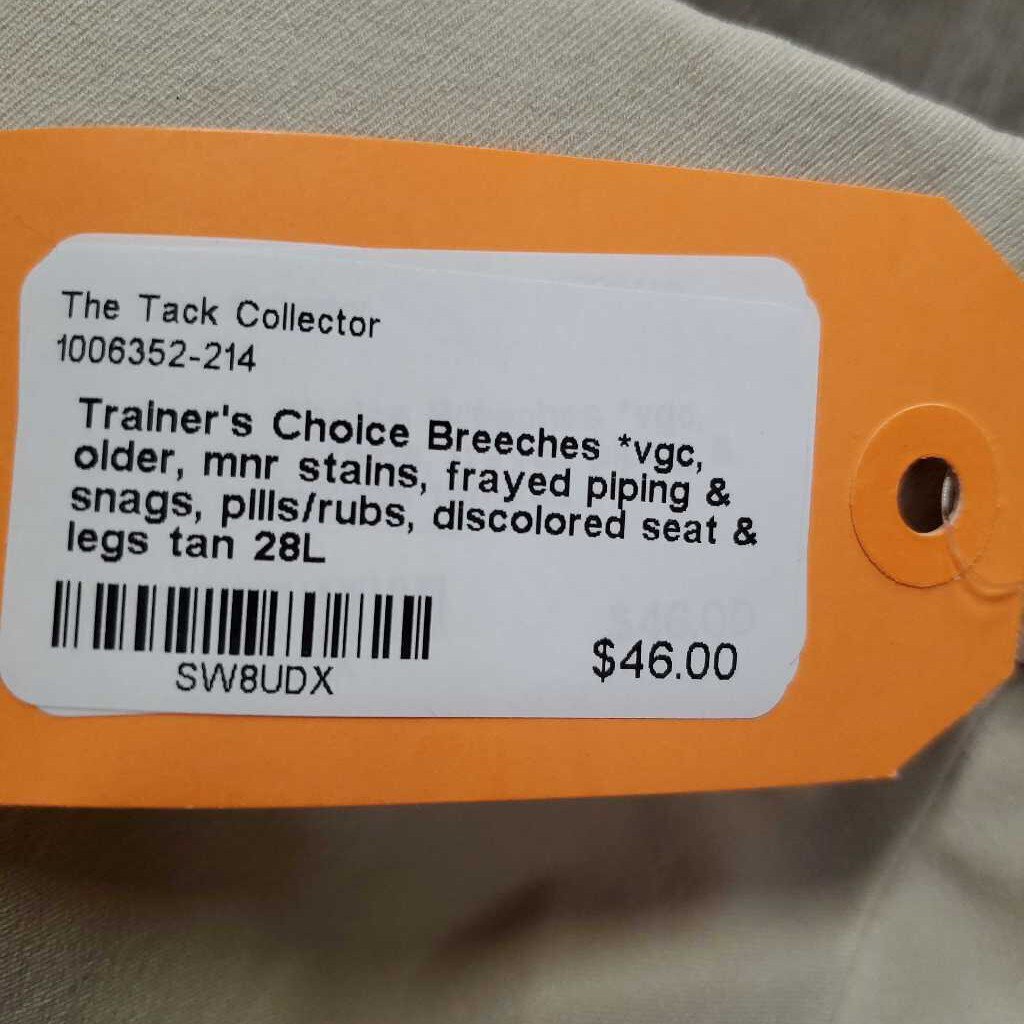 The Tack Collector
1006352-214
Trainer's Choice Breeches *vgc,
older, mnr stains, frayed piping &
snags, pills/rubs, discolored seat &
legs tan 28L
SW8UDX
$46.00